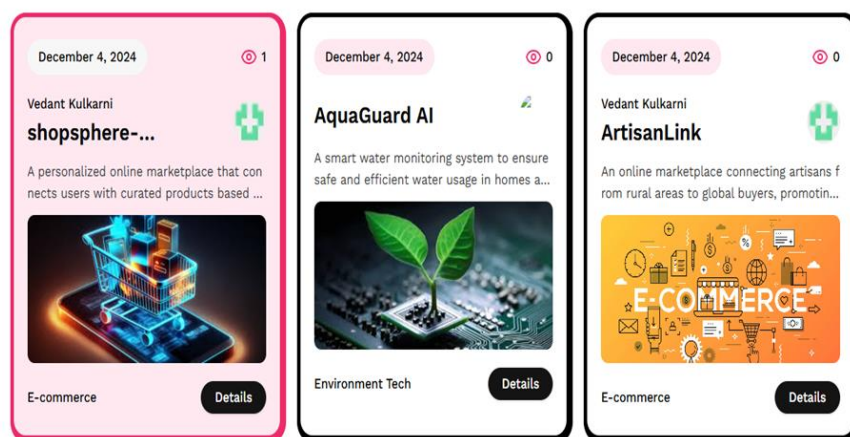 December 4, 2024
1
Vedant Kulkarni
shopsphere-...
A personalized online marketplace that con
nects users with curated products based ...
E-commerce
Details
December 4, 2024
0
AquaGuard AI
A smart water monitoring system to ensure
safe and efficient water usage in homes a...
Environment Tech
Details
December 4, 2024
0
Vedant Kulkarni
ArtisanLink
An online marketplace connecting artisans f
rom rural areas to global buyers, promotin...
E-COMMERCE
E-commerce
Details